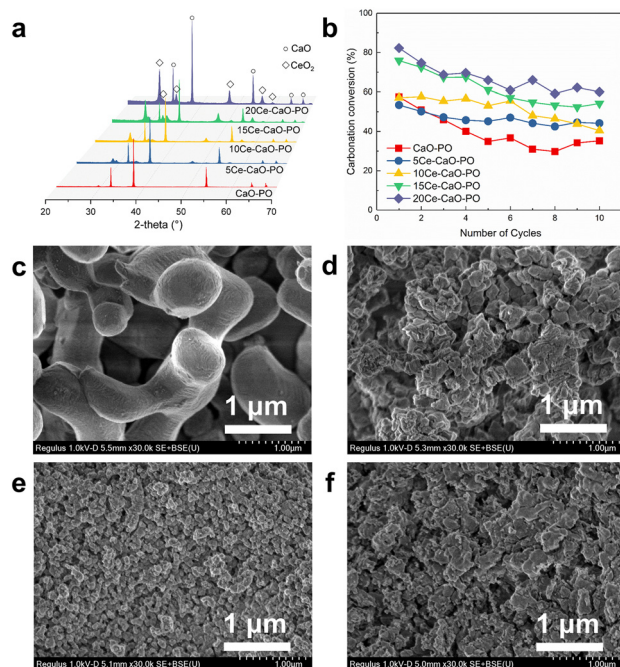 a
○ CaO
◇ CeO₂
20Ce-CaO-PO
15Ce-CaO-PO
10Ce-CaO-PO
5Ce-CaO-PO
CaO-PO
20 30 40 50 60 70
2-theta (°)
b
Carbonation conversion (%)
100
80
60
40
20
0
CaO-PO
5Ce-CaO-PO
10Ce-CaO-PO
15Ce-CaO-PO
20Ce-CaO-PO
0 2 4 6 8 10
Number of Cycles
c
1 µm
Regulus 1.0kV-D 5.5mm x30.0k SE+BSE(U) 1.00µm
d
1 µm
Regulus 1.0kV-D 5.3mm x30.0k SE+BSE(U) 1.00µm
e
1 µm
Regulus 1.0kV-D 5.1mm x30.0k SE+BSE(U) 1.00µm
f
1 µm
Regulus 1.0kV-D 5.0mm x30.0k SE+BSE(U) 1.00µm